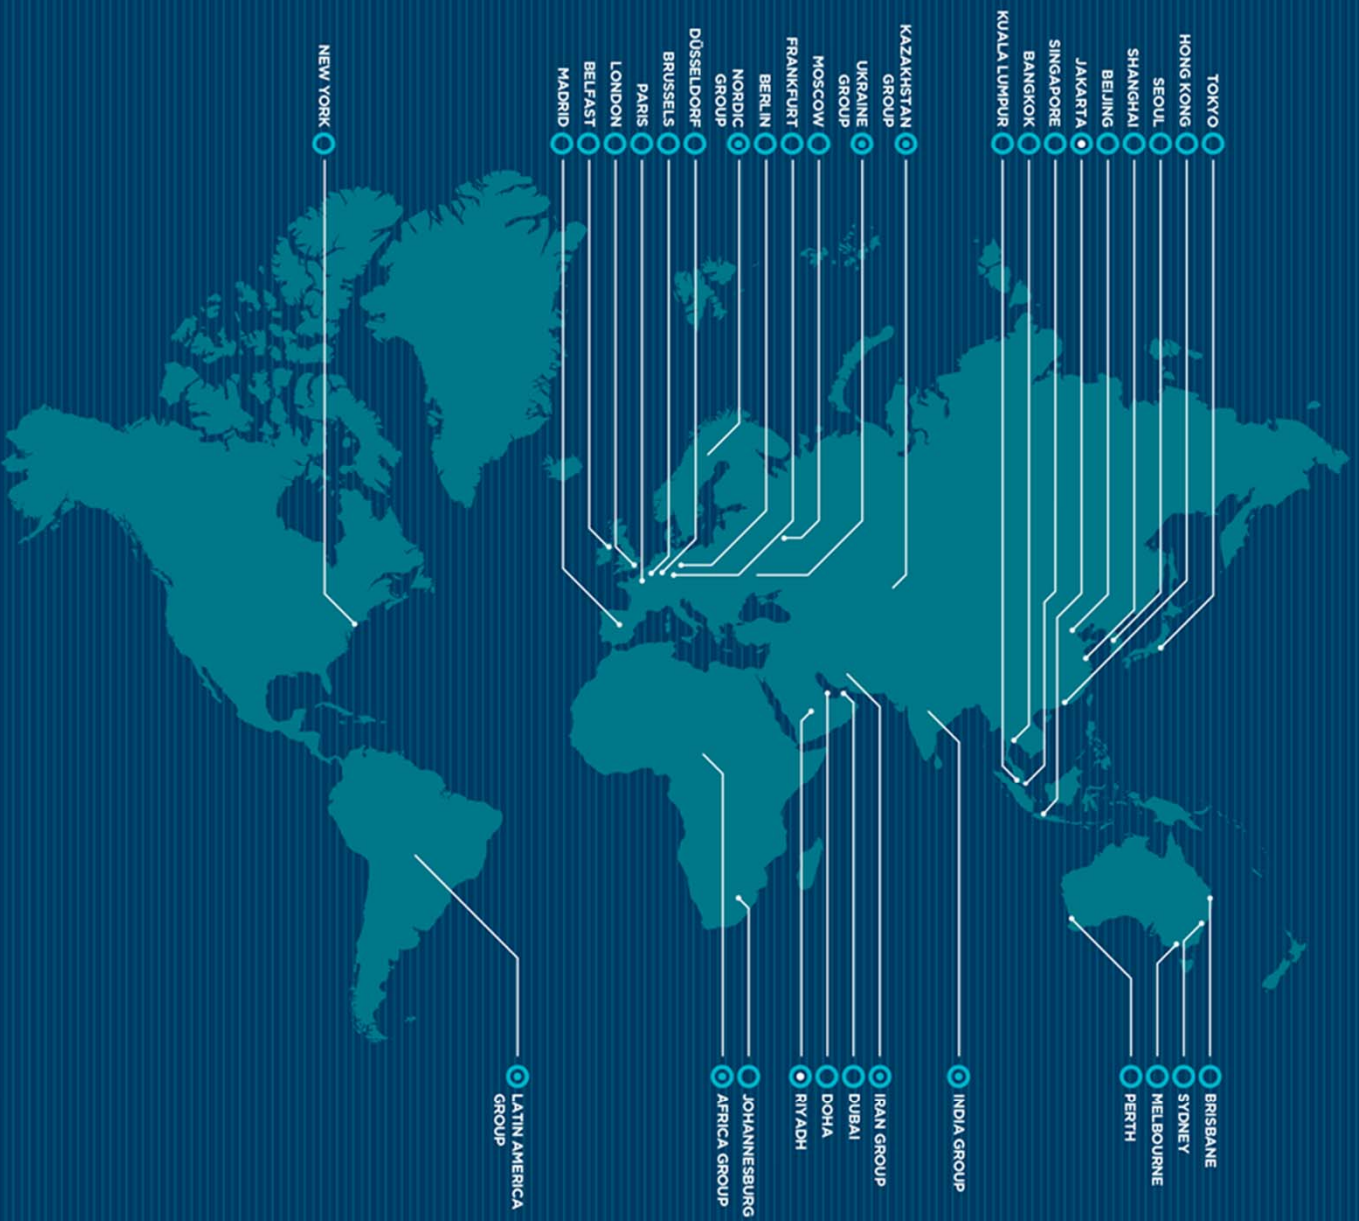 NEW YORK
MADRID
BELFAST
LONDON
PARIS
BRUSSELS
DÜSSELDORF
NORDIC
GROUP
BERLIN
FRANKFURT
MOSCOW
UKRAINE
GROUP
KAZAKHSTAN
GROUP
KUALA LUMPUR
BANGKOK
SINGAPORE
JAKARTA
BEIJING
SHANGHAI
SEOUL
HONG KONG
TOKYO
LATIN AMERICA
GROUP
AFRICA GROUP
JOHANNESBURG
RIYADH
DOHA
DUBAI
IRAN GROUP
INDIA GROUP
PERTH
MELBOURNE
SYDNEY
BRISBANE